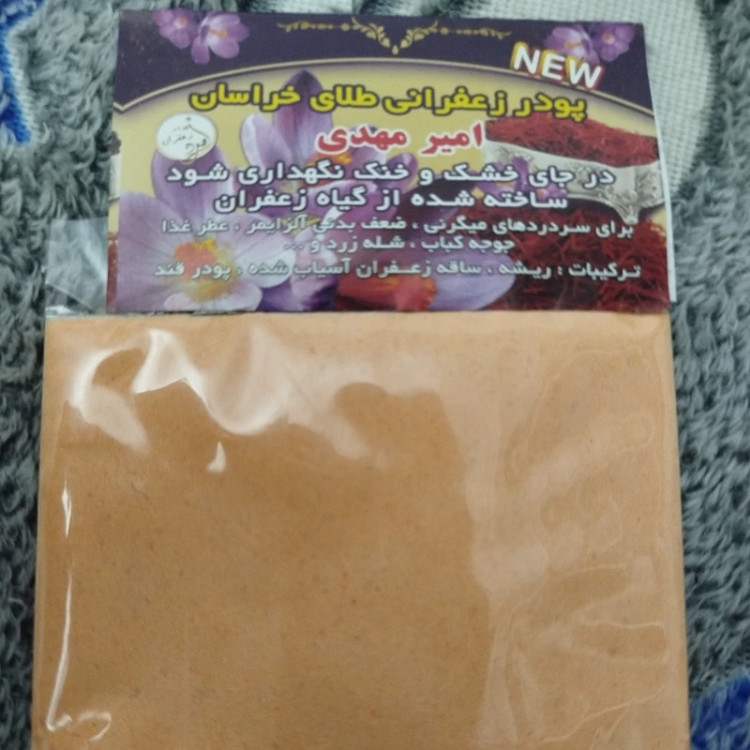 NEW
پودر زعفرانی طلای خراسان
امیر مهدی
در جای خشک و خنک نگهداری شود
ساخته شده از گیاه زعفران
برای سردردهای میگرنی ، ضعف بدنی آلزایمر ، عطر غذا
جوجه کباب ، شله زرد و ...
ترکیبات : ریشه ، ساقه زعفران آسیاب شده ، پودر قند